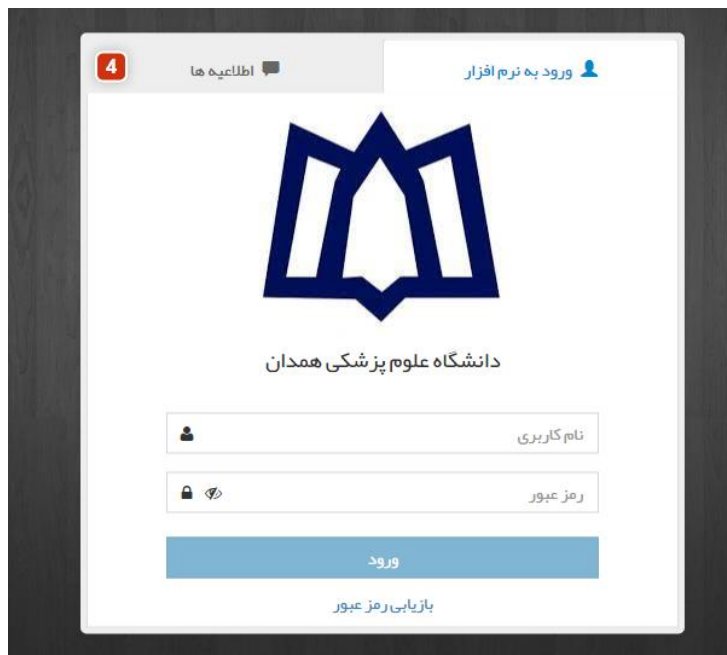 ورود به نرم افزار
اطلاعیه ها
4
دانشگاه علوم پزشکی همدان
نام کاربری
رمز عبور
ورود
بازیابی رمز عبور